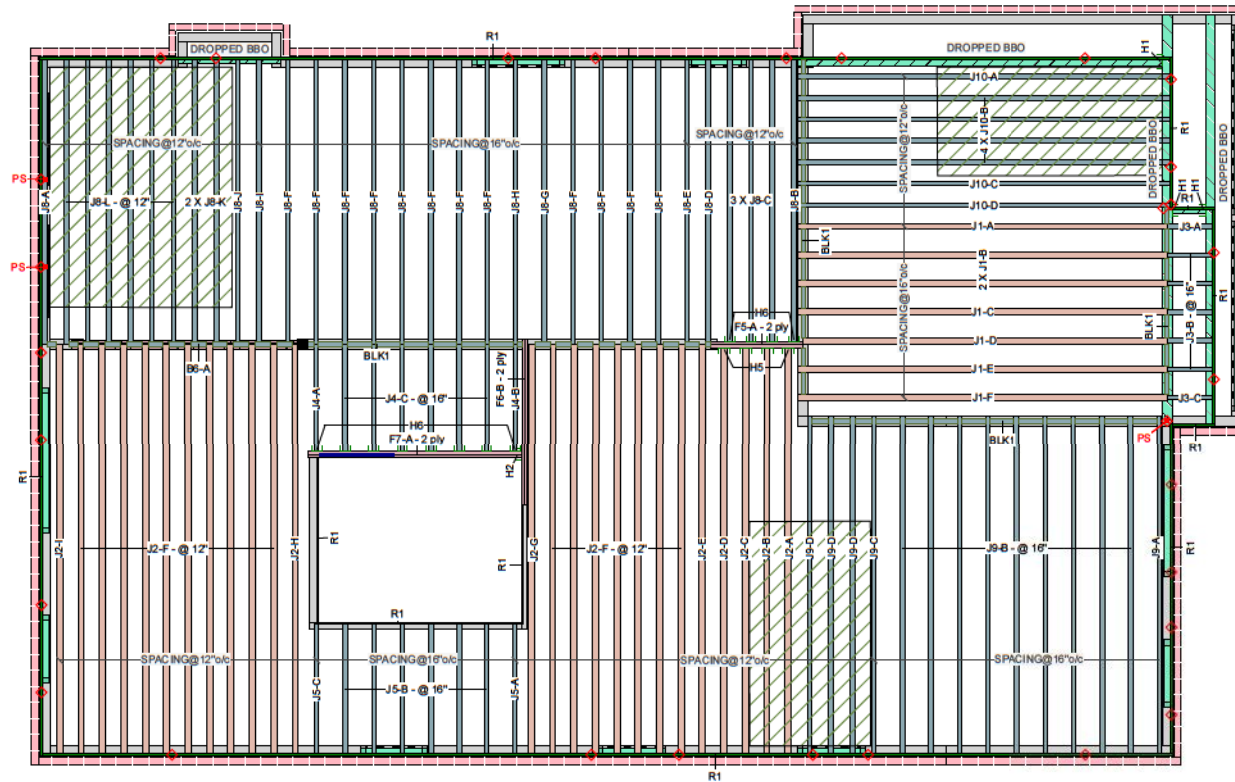 R1
DROPPED BBO
DROPPED BBO
H1
J10-A
SPACING@12"o/c
SPACING@16"o/c
SPACING@12"o/c
SPACING@12"o/c
4 X J10-B
R1
DROPPED BBO
DROPPED BBO
PS
J8-A
J8-L - @ 12"
2 X J8-K
J8-J
J8-I
J8-F
J8-F
J8-F
J8-F
J8-F
J8-F
J8-F
J8-H
J8-G
J8-F
J8-F
J8-F
J8-F
J8-E
J8-D
3 X J8-C
J8-B
J10-C
H1
H1
R1
J10-D
J1-A
J3-A
BLK1
2 X J1-B
PS
J3-B - @ 16"
R1
J1-C
SPACING@16"o/c
BLK1
H6
F5-A - 2 ply
J1-D
B6-A
BLK1
F6-B - 2 ply
H5
J1-E
J4-A
J4-C - @ 16"
J4-B
J1-F
J3-C
H6
F7-A - 2 ply
BLK1
PS
R1
H2
R1
J2-I
J2-F - @ 12"
J2-H
R1
R1
J2-G
J2-F - @ 12"
J2-E
J2-D
J2-C
J2-B
J2-A
J9-D
J9-D
J9-D
J9-C
J9-B - @ 16"
J9-A
R1
R1
SPACING@12"o/c
SPACING@16"o/c
SPACING@12"o/c
SPACING@16"o/c
J5-C
J5-B - @ 16"
J5-A
R1